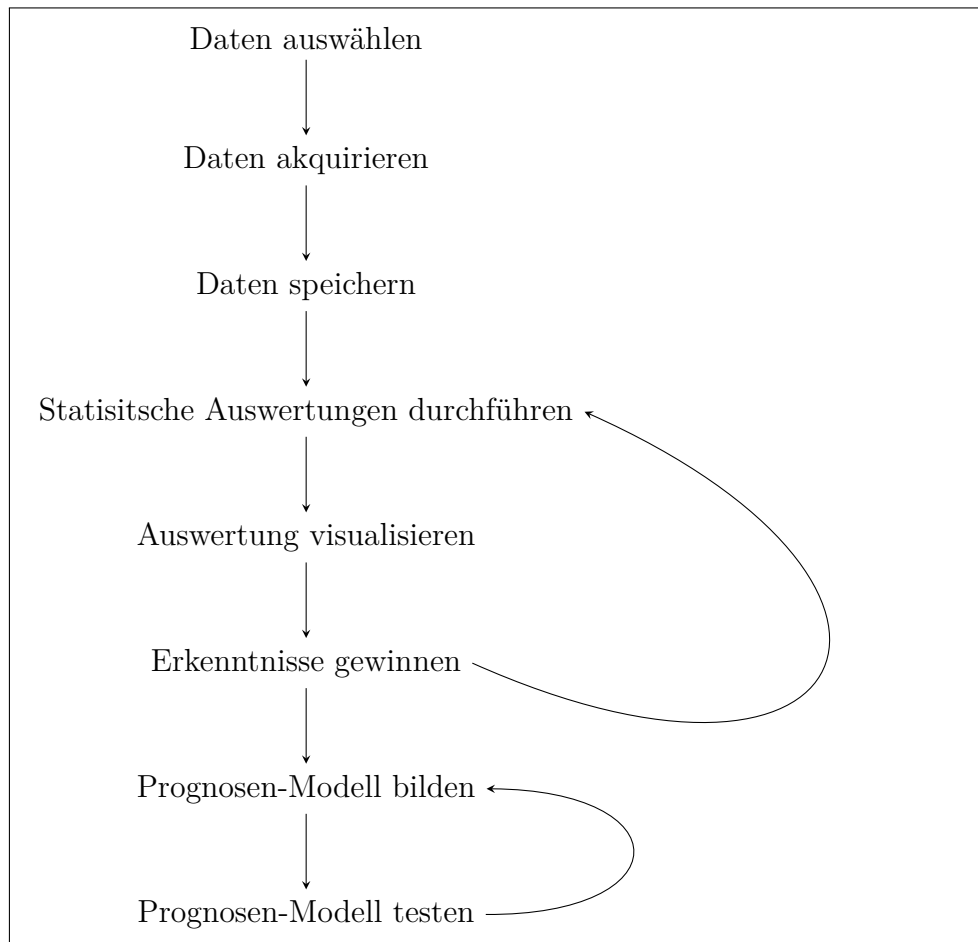 Daten auswählen
Daten akquirieren
Daten speichern
Statisitsche Auswertungen durchführen
Auswertung visualisieren
Erkenntnisse gewinnen
Prognosen-Modell bilden
Prognosen-Modell testen